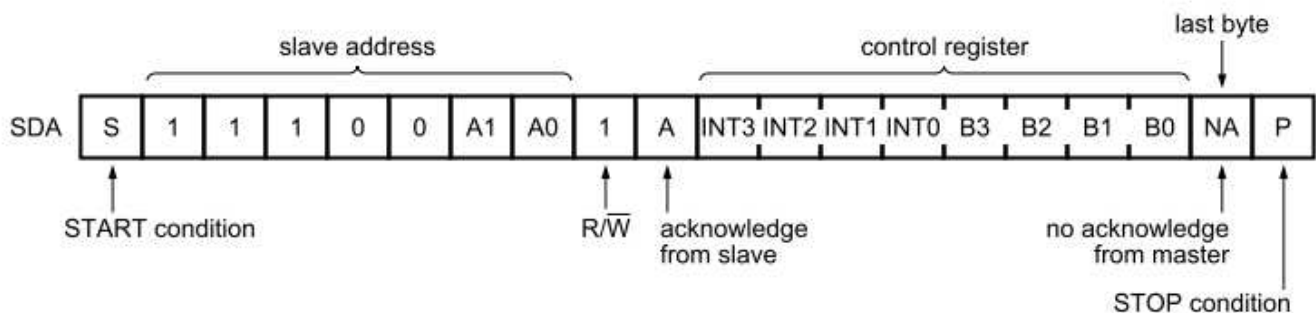 last byte
slave address control register
SDA S 1 1 1 0 0 A1 A0 1 A INT3 INT2 INT1 INT0 B3 B2 B1 B0 NA P
START condition R/W̅ acknowledge no acknowledge
from slave from master
STOP condition